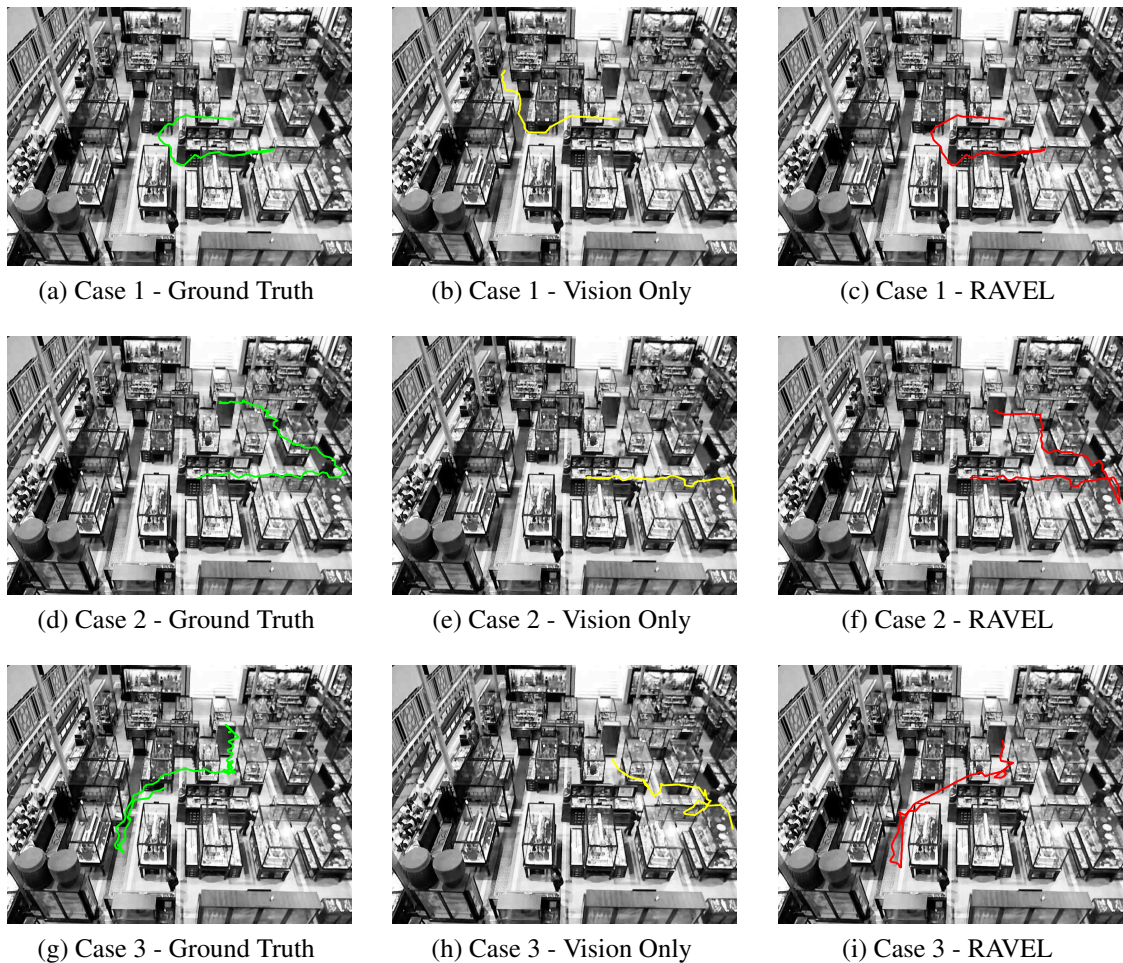 (a) Case 1 - Ground Truth
(b) Case 1 - Vision Only
(c) Case 1 - RAVEL
(d) Case 2 - Ground Truth
(e) Case 2 - Vision Only
(f) Case 2 - RAVEL
(g) Case 3 - Ground Truth
(h) Case 3 - Vision Only
(i) Case 3 - RAVEL